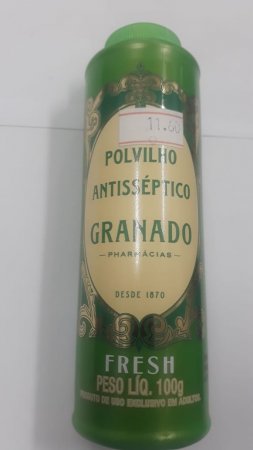 11.60
POLVILHO
ANTISSÉPTICO
GRANADO
PHARMÁCIAS
DESDE 1870
FRESH
PESO LÍQ. 100g
PRODUTO DE USO EXCLUSIVO EM ADULTOS.